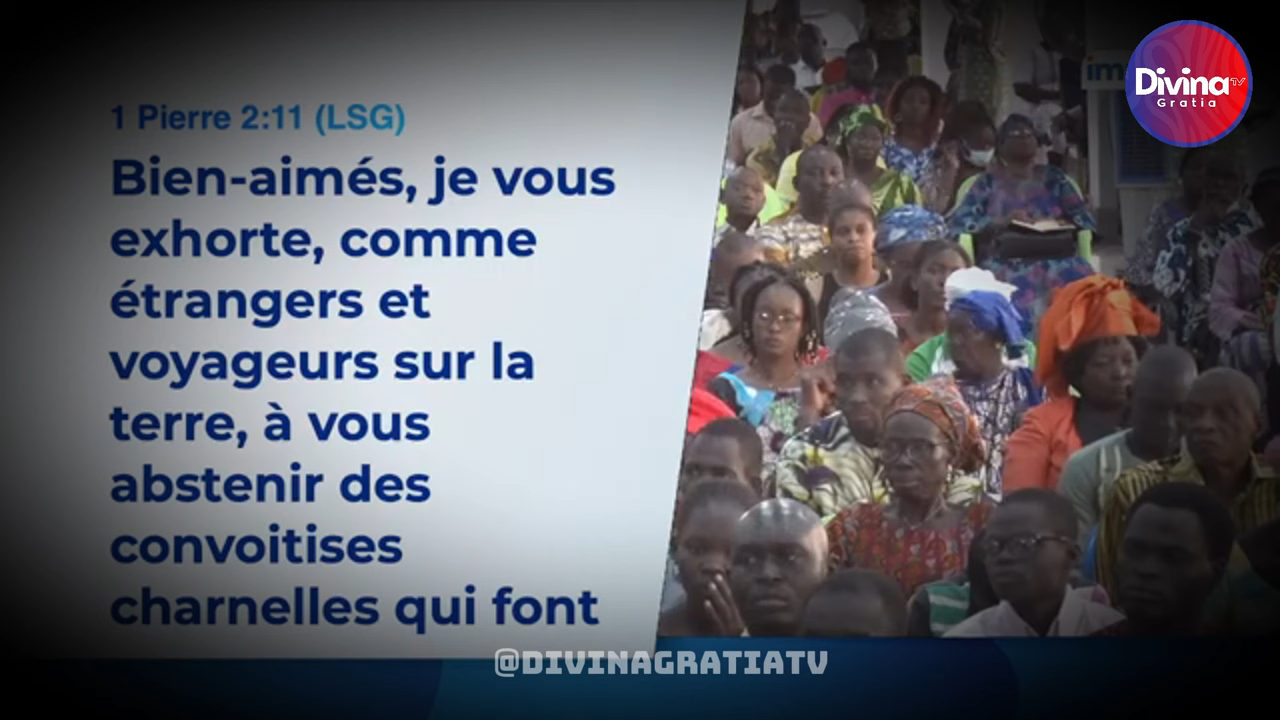 1 Pierre 2:11 (LSG)
Bien-aimés, je vous
exhorte, comme
étrangers et
voyageurs sur la
terre, à vous
abstenir des
convoitises
charnelles qui font
Divina TV
Gratia
@DIVINAGRATIATV